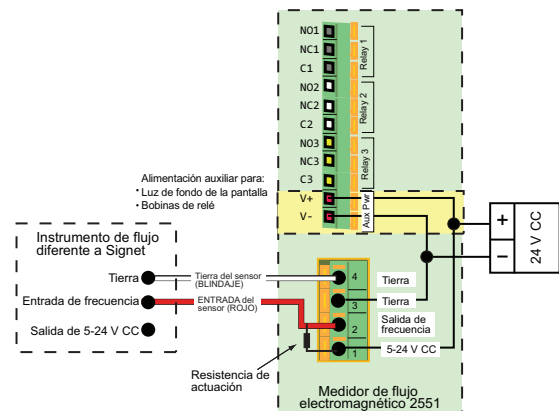 NO1
NC1
C1
Relay 1
NO2
NC2
C2
Relay 2
NO3
NC3
C3
Relay 3
Alimentación auxiliar para:
• Luz de fondo de la pantalla
• Bobinas de relé
V+
V-
Aux Pwr
+
–
24 V CC
Instrumento de flujo
diferente a Signet
Tierra
Tierra del sensor
(BLINDAJE)
4
Tierra
3
Tierra
Entrada de frecuencia
ENTRADA del
sensor (ROJO)
2
Salida de
frecuencia
Salida de 5-24 V CC
1
5-24 V CC
Resistencia de
actuación
Medidor de flujo
electromagnético 2551